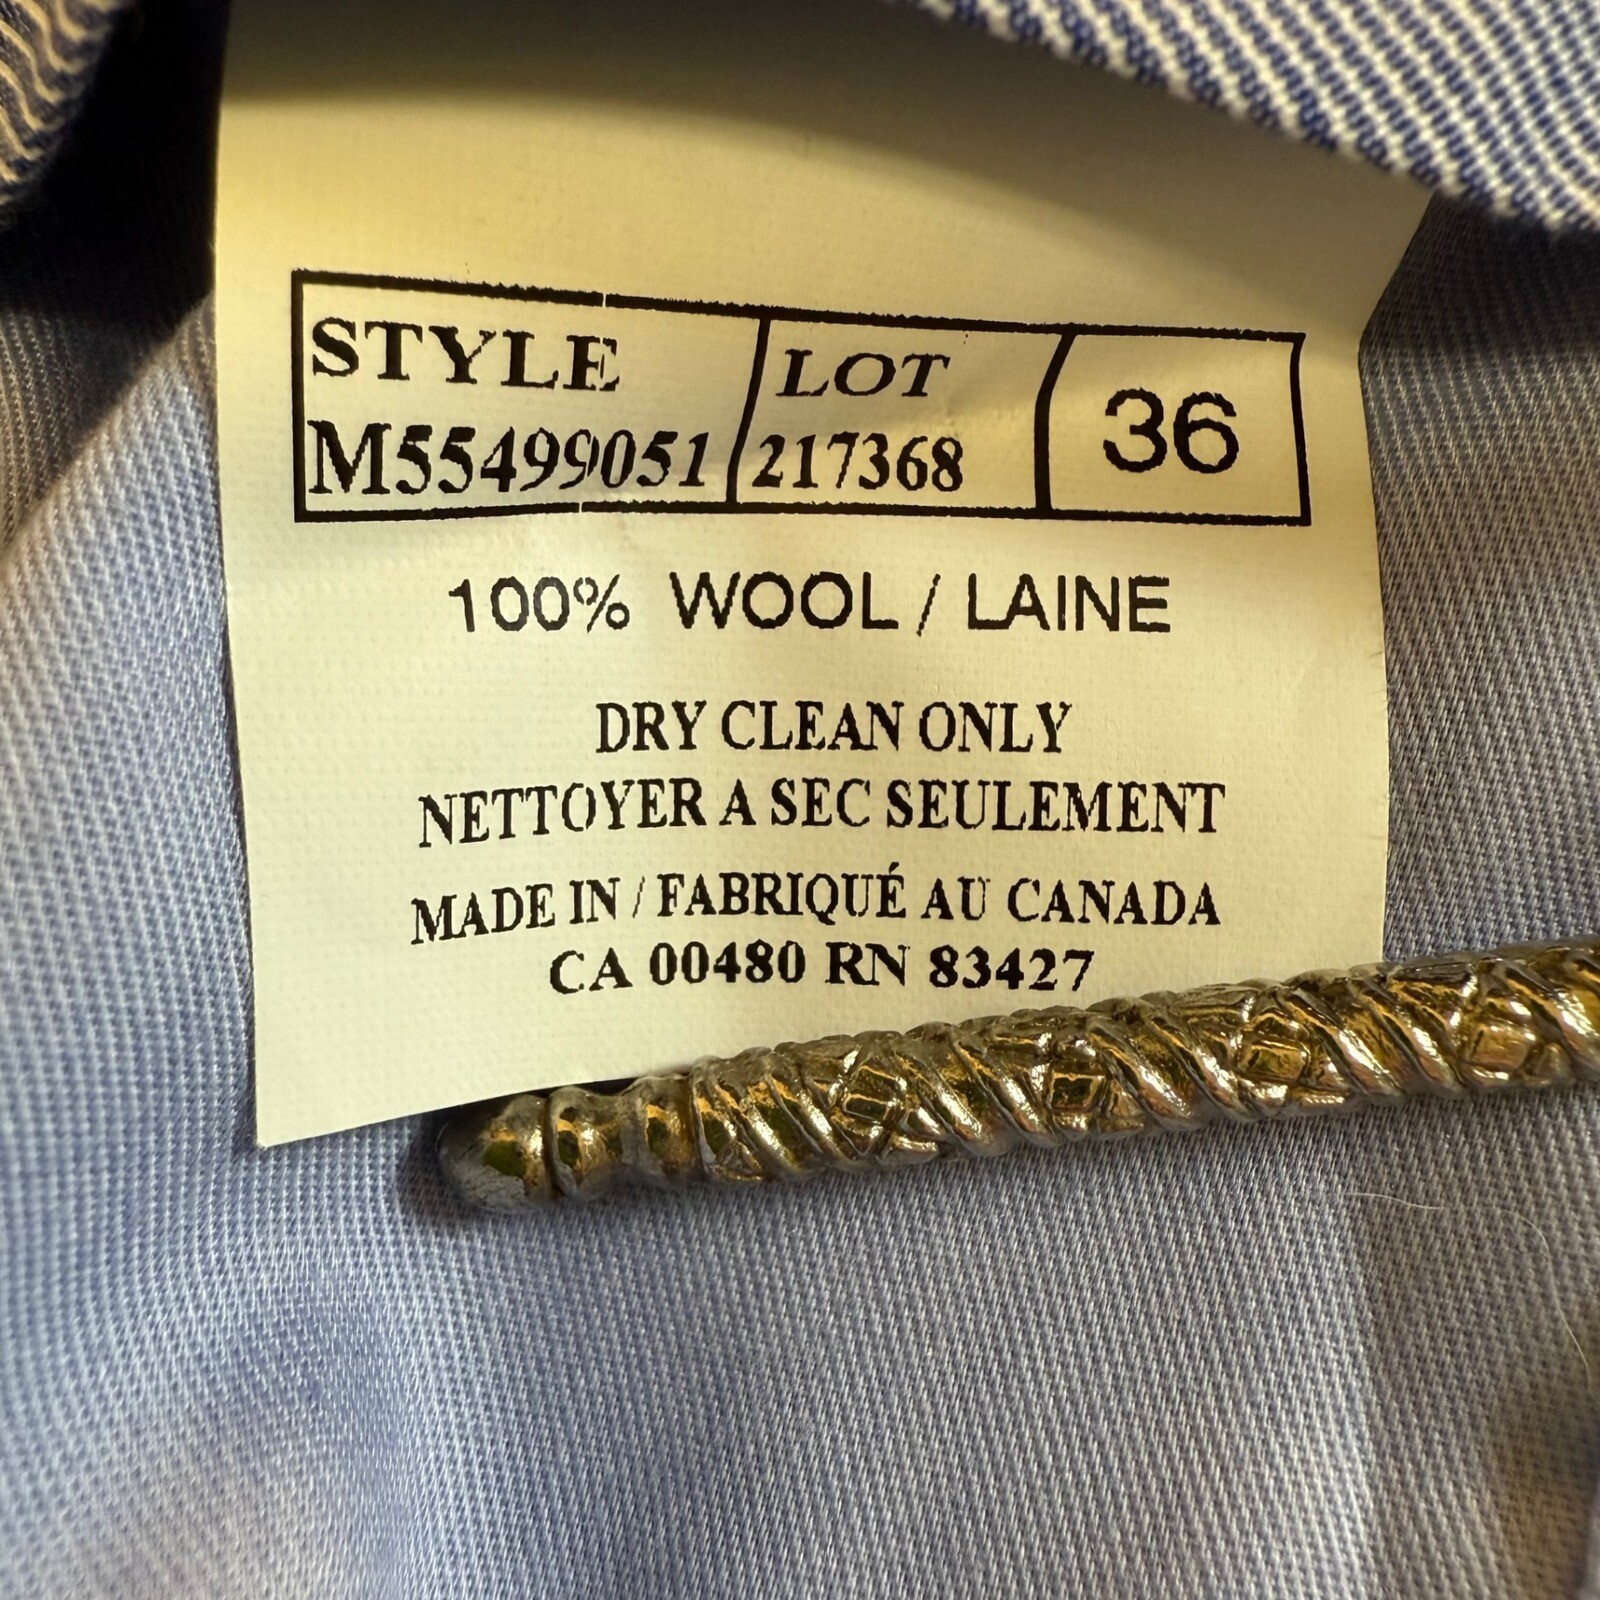 STYLE LOT 36
M55499051 217368
100% WOOL / LAINE
DRY CLEAN ONLY
NETTOYER A SEC SEULEMENT
MADE IN / FABRIQUÉ AU CANADA
CA 00480 RN 83427